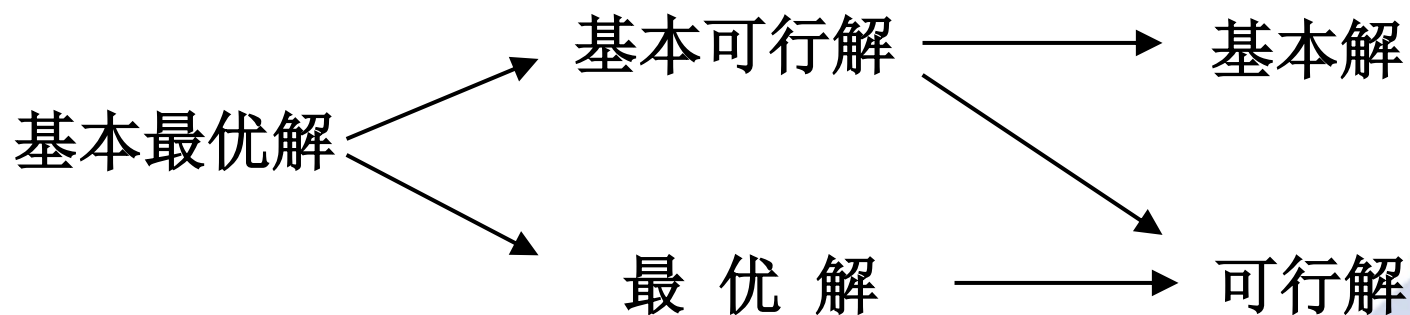 基本可行解
基本解
基本最优解
最 优 解
可行解